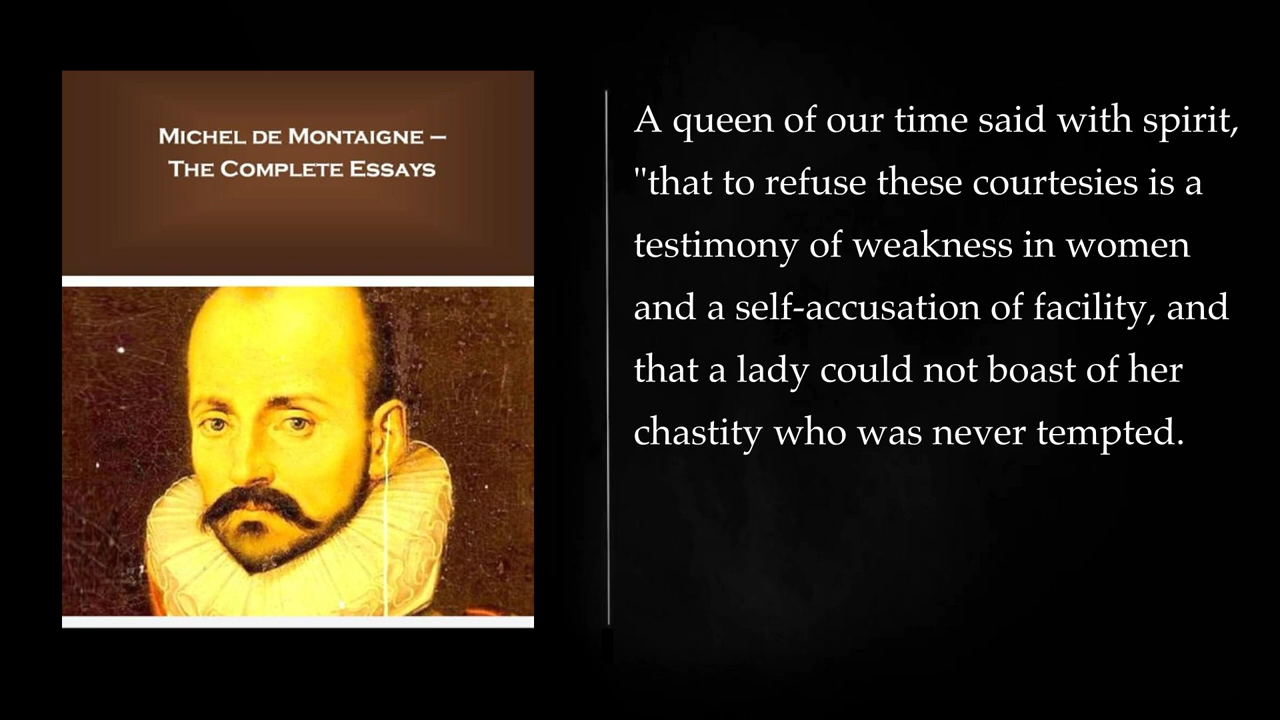 Michel de Montaigne –
The Complete Essays
A queen of our time said with spirit,
"that to refuse these courtesies is a
testimony of weakness in women
and a self-accusation of facility, and
that a lady could not boast of her
chastity who was never tempted.